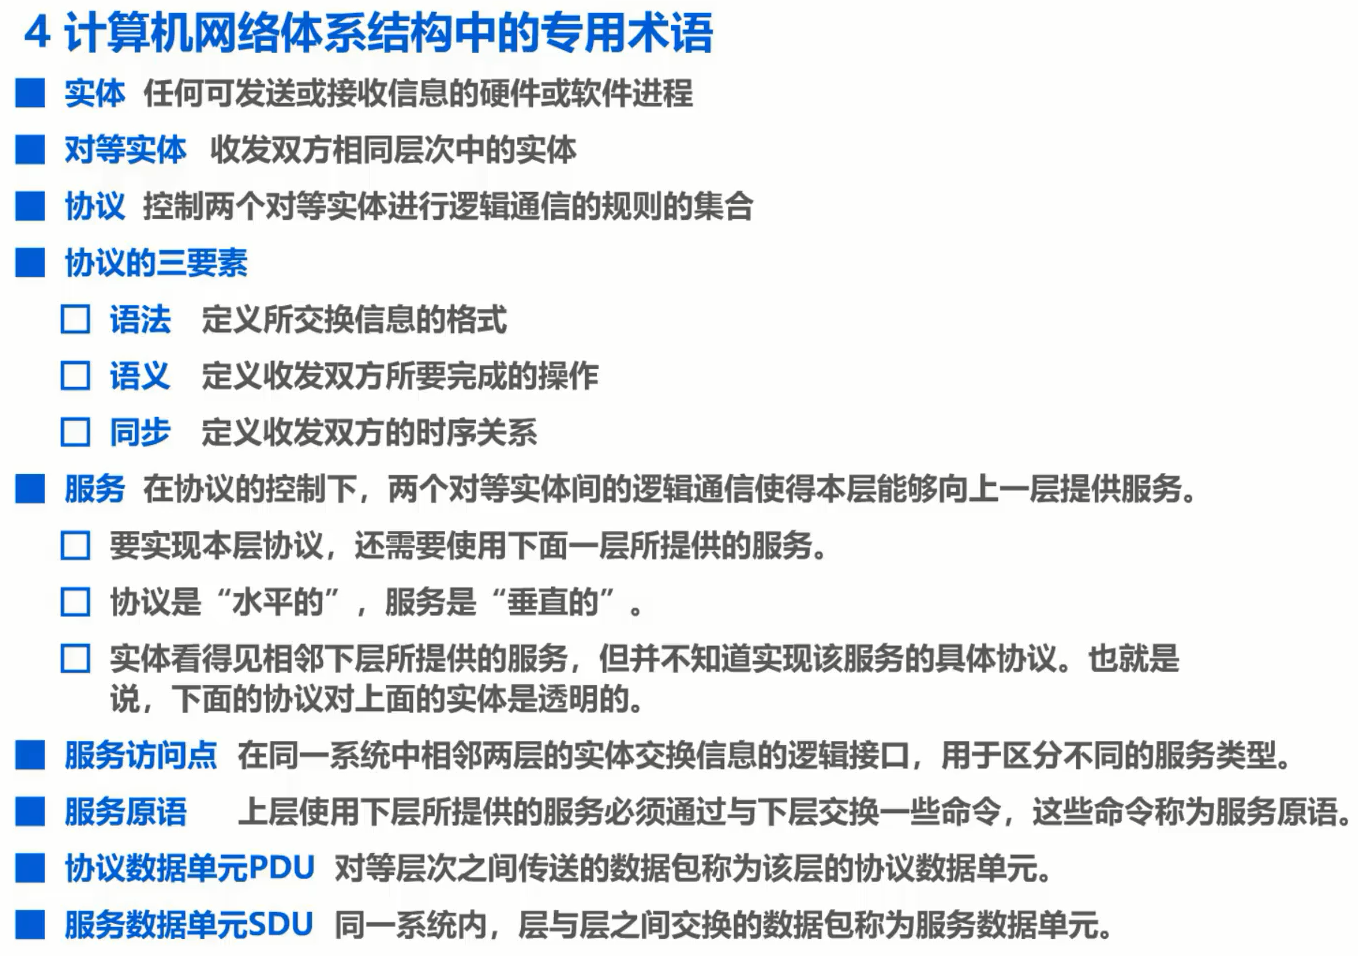 4 计算机网络体系结构中的专用术语
实体 任何可发送或接收信息的硬件或软件进程
对等实体 收发双方相同层次中的实体
协议 控制两个对等实体进行逻辑通信的规则的集合
协议的三要素
语法 定义所交换信息的格式
语义 定义收发双方所要完成的操作
同步 定义收发双方的时序关系
服务 在协议的控制下，两个对等实体间的逻辑通信使得本层能够向上一层提供服务。
要实现本层协议，还需要使用下面一层所提供的服务。
协议是“水平的”，服务是“垂直的”。
实体看得见相邻下层所提供的服务，但并不知道实现该服务的具体协议。也就是
说，下面的协议对上面的实体是透明的。
服务访问点 在同一系统中相邻两层的实体交换信息的逻辑接口，用于区分不同的服务类型。
服务原语 上层使用下层所提供的服务必须通过与下层交换一些命令，这些命令称为服务原语。
协议数据单元PDU 对等层次之间传送的数据包称为该层的协议数据单元。
服务数据单元SDU 同一系统内，层与层之间交换的数据包称为服务数据单元。